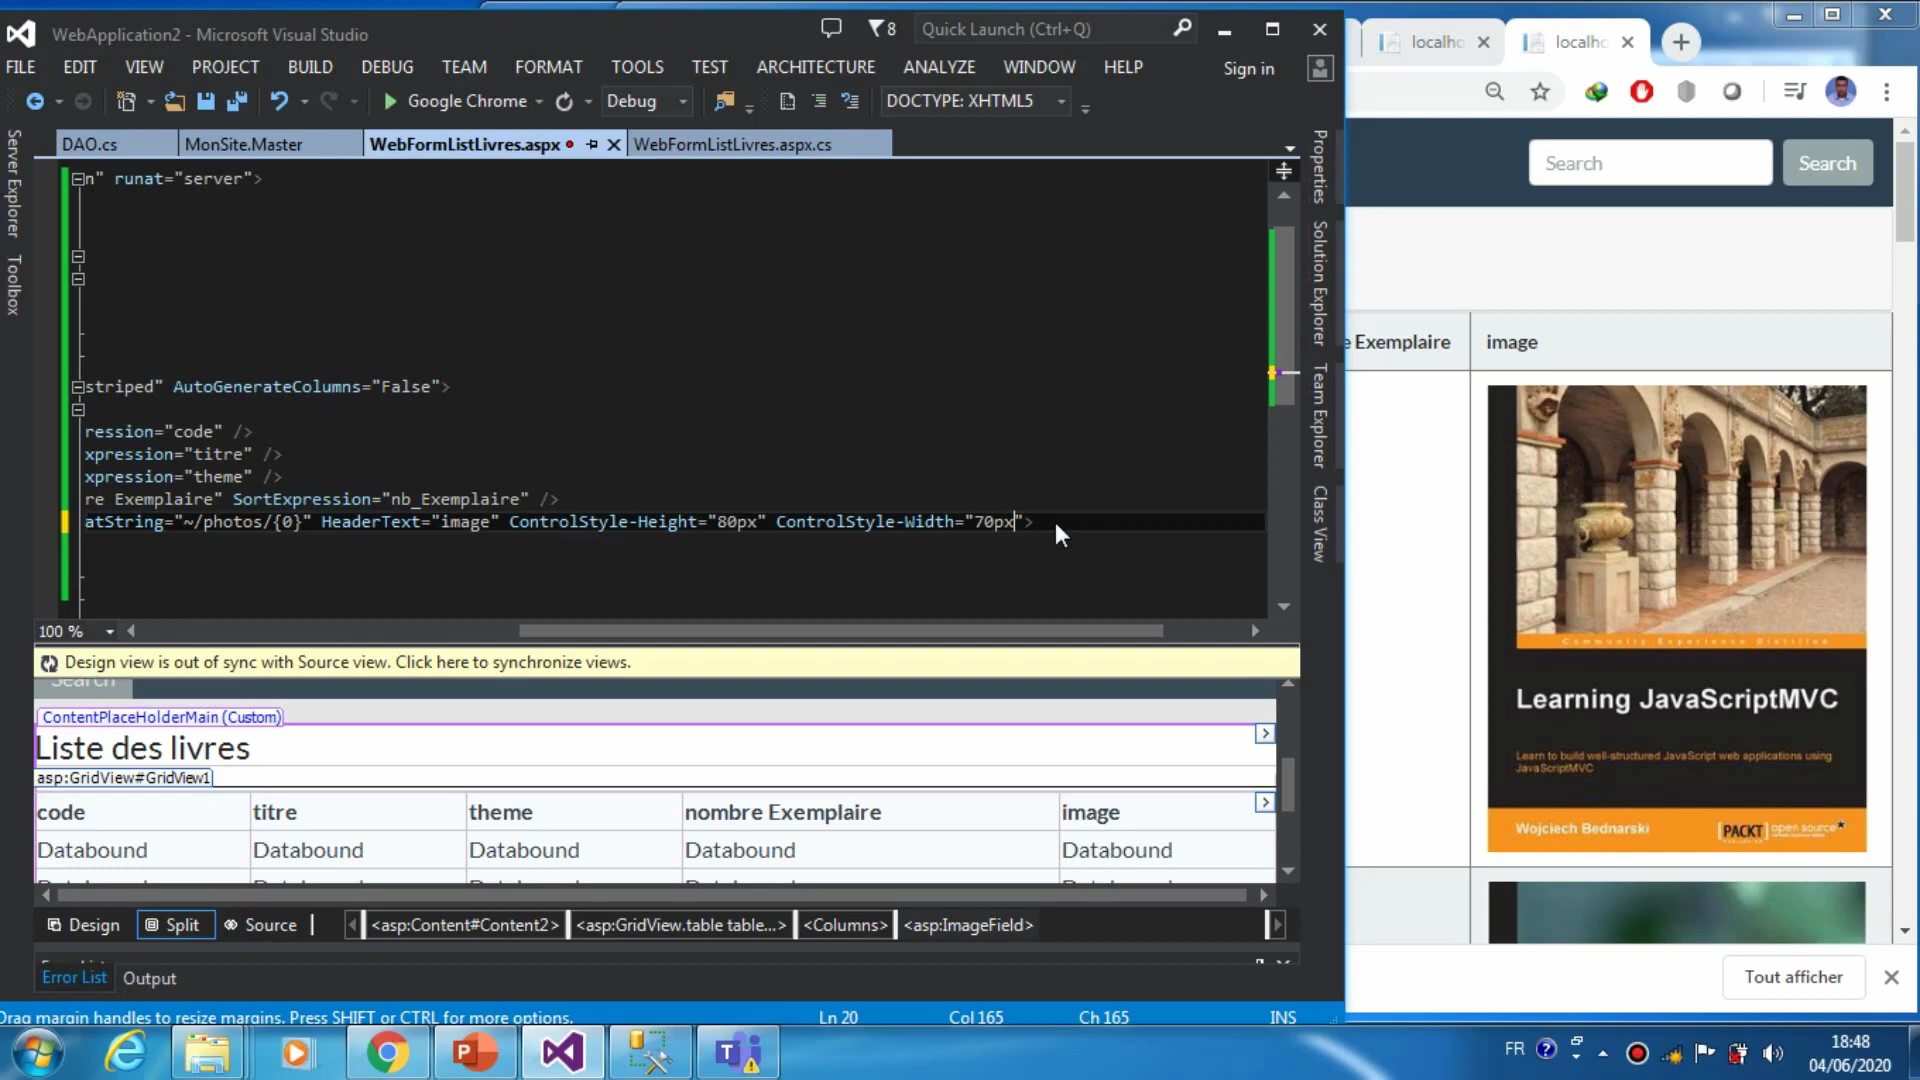 WebApplication2 - Microsoft Visual Studio
8
Quick Launch (Ctrl+Q)
FILE EDIT VIEW PROJECT BUILD DEBUG TEAM FORMAT TOOLS TEST ARCHITECTURE ANALYZE WINDOW HELP Sign in
Google Chrome Debug DOCTYPE: XHTML5
DAO.cs MonSite.Master WebFormListLivres.aspx WebFormListLivres.aspx.cs
Server Explorer
Toolbox
n" runat="server">
striped" AutoGenerateColumns="False">
ression="code" />
xpression="titre" />
xpression="theme" />
re Exemplaire" SortExpression="nb_Exemplaire" />
atString="~/photos/{0}" HeaderText="image" ControlStyle-Height="80px" ControlStyle-Width="70px">
Properties
Solution Explorer
Team Explorer
Class View
100 %
Design view is out of sync with Source view. Click here to synchronize views.
Search
ContentPlaceHolderMain (Custom)
Liste des livres
asp:GridView#GridView1
code titre theme nombre Exemplaire image
Databound Databound Databound Databound Databound
Design Split Source <asp:Content#Content2> <asp:GridView.table table...> <Columns> <asp:ImageField>
Error List Output
Drag margin handles to resize margins. Press SHIFT or CTRL for more options. Ln 20 Col 165 Ch 165 INS
localho localho
Search Search
e Exemplaire image
Community Experience Distilled
Learning JavaScriptMVC
Learn to build well-structured JavaScript web applications using
JavaScriptMVC
Wojciech Bednarski [PACKT] open source*
PUBLISHING
Tout afficher
FR
18:48
04/06/2020